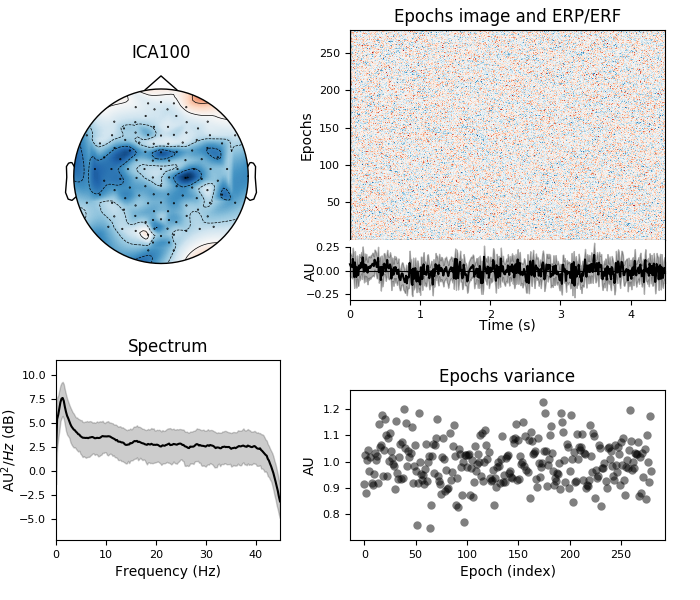 ICA100
Epochs image and ERP/ERF
Epochs
250
200
150
100
50
AU
0.25
0.00
−0.25
0 1 2 3 4
Time (s)
Spectrum
AU²/Hz (dB)
10.0
7.5
5.0
2.5
0.0
−2.5
−5.0
0 10 20 30 40
Frequency (Hz)
Epochs variance
AU
1.2
1.1
1.0
0.9
0.8
0 50 100 150 200 250
Epoch (index)